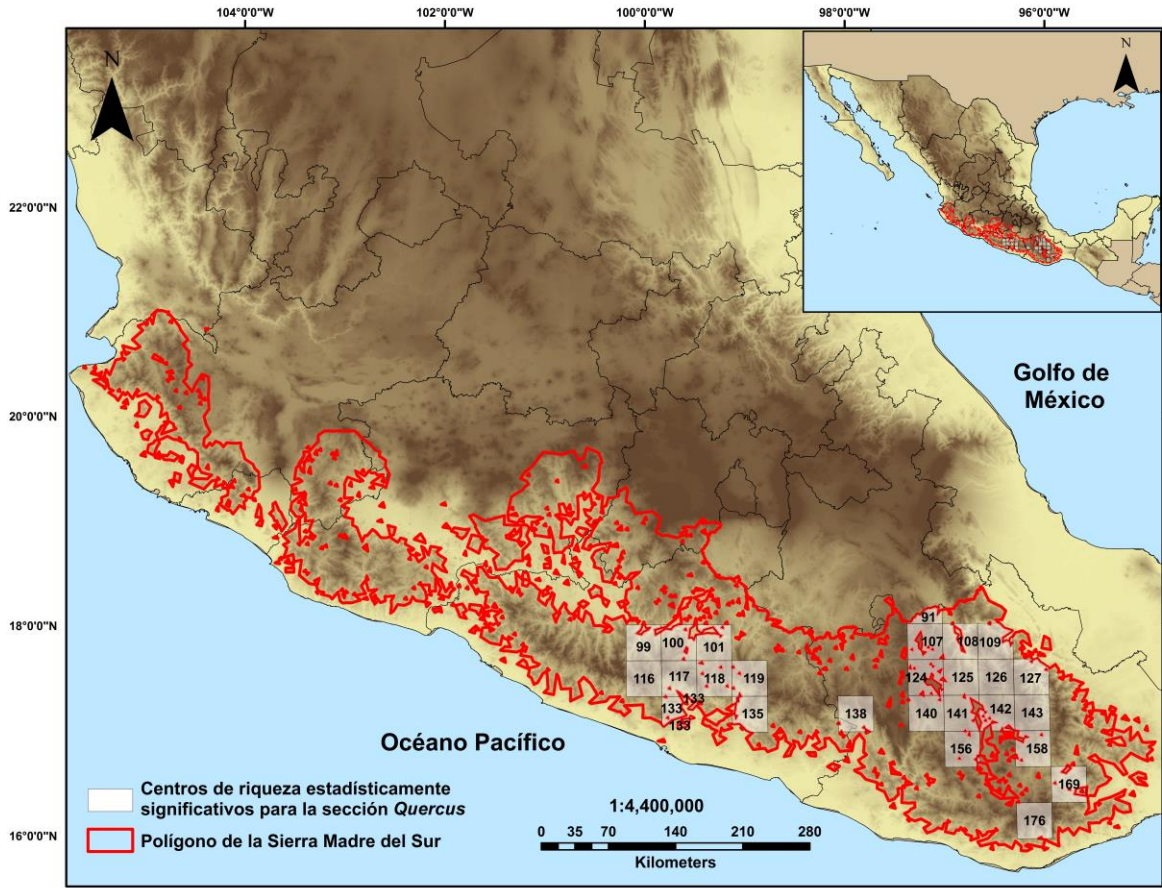 104°0'0"W
102°0'0"W
100°0'0"W
98°0'0"W
96°0'0"W
N
N
22°0'0"N
20°0'0"N
18°0'0"N
16°0'0"N
Golfo de
México
91
99
100
101
107
108
109
116
117
118
119
124
125
126
127
133
133
133
135
138
140
141
142
143
156
158
169
176
Océano Pacífico
Centros de riqueza estadísticamente
significativos para la sección Quercus
Polígono de la Sierra Madre del Sur
1:4,400,000
0 35 70 140 210 280
Kilometers